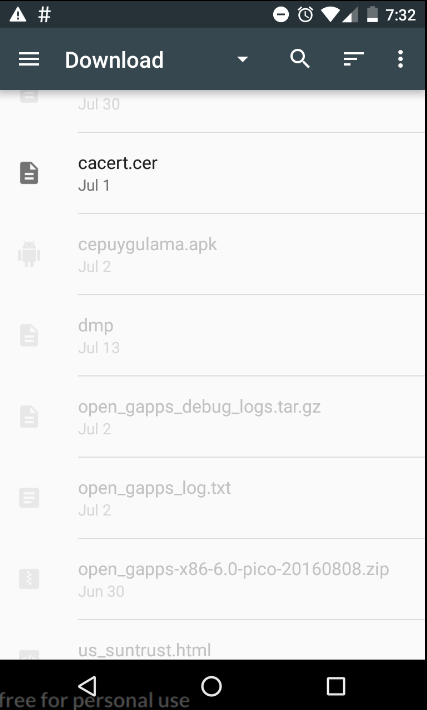 # 7:32
Download
Jul 30
cacert.cer
Jul 1
cepuygulama.apk
Jul 2
dmp
Jul 13
open_gapps_debug_logs.tar.gz
Jul 2
open_gapps_log.txt
Jul 2
open_gapps-x86-6.0-pico-20160808.zip
Jun 30
us_suntrust.html
free for personal use